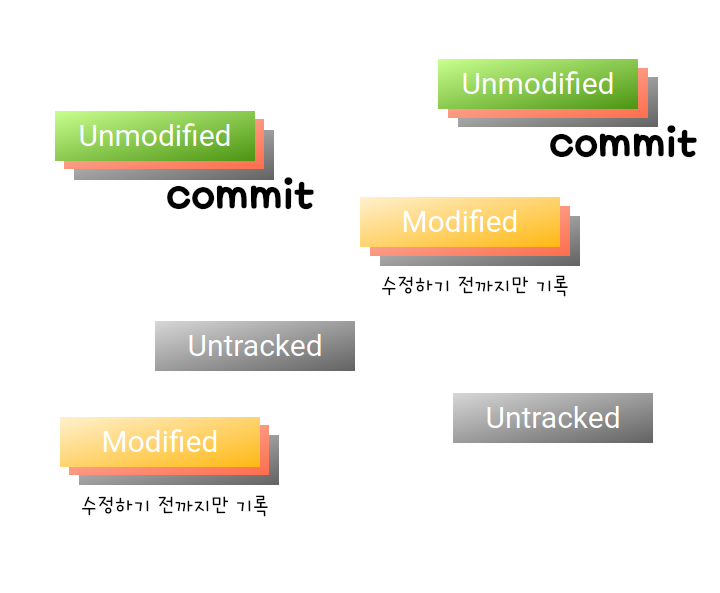 Unmodified
commit
Unmodified
commit
Modified
수정하기 전까지만 기록
Untracked
Untracked
Modified
수정하기 전까지만 기록